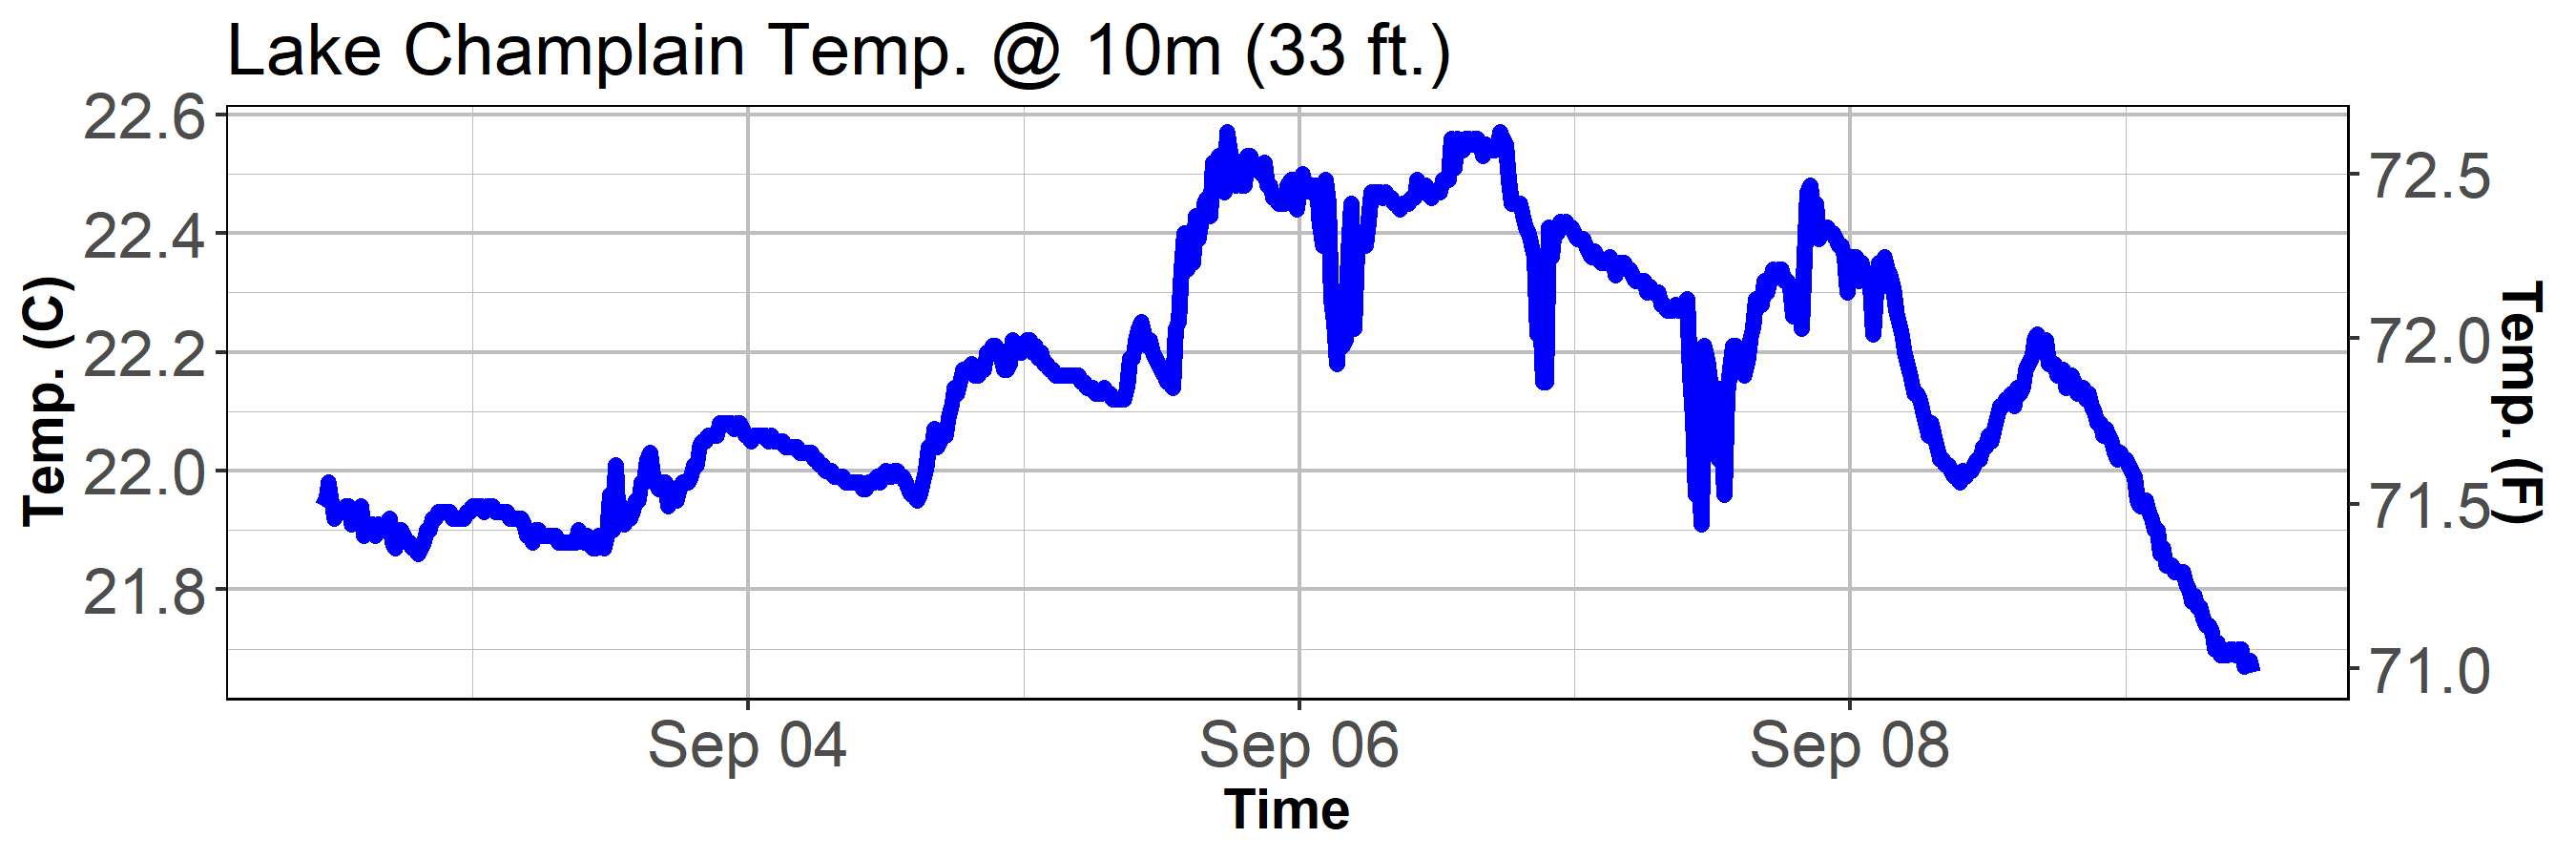 Lake Champlain Temp. @ 10m (33 ft.)
Temp. (C)
22.6
22.4
22.2
22.0
21.8
72.5
72.0
71.5
71.0
Temp. (F)
Sep 04 Sep 06 Sep 08
Time